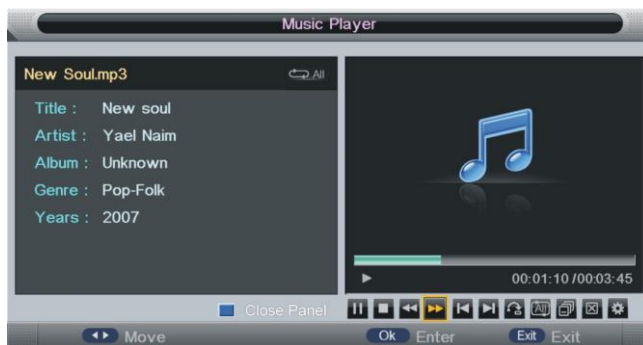 Music Player
New Soul.mp3
All
Title : New soul
Artist : Yael Naim
Album : Unknown
Genre : Pop-Folk
Years : 2007
00:01:10 /00:03:45
Close Panel
Move
Ok Enter
Exit Exit